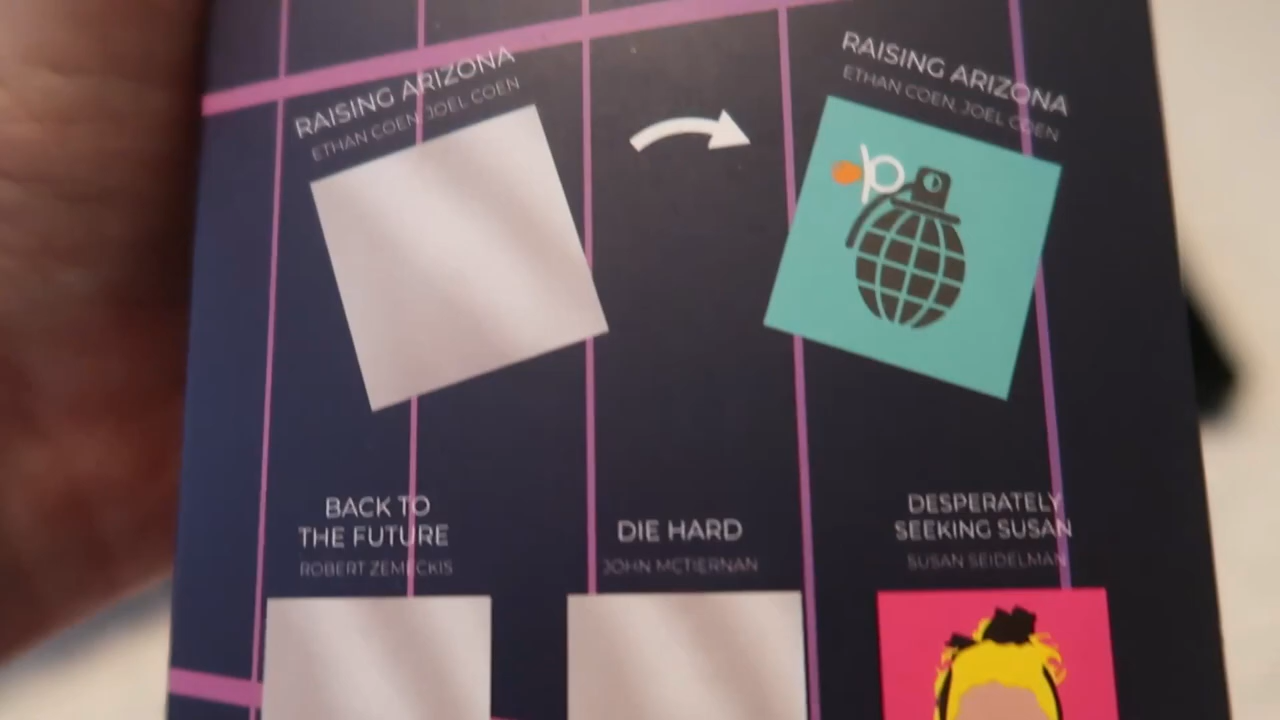 RAISING ARIZONA
ETHAN COEN, JOEL COEN
RAISING ARIZONA
ETHAN COEN, JOEL COEN
BACK TO
THE FUTURE
ROBERT ZEMECKIS
DIE HARD
JOHN MCTIERNAN
DESPERATELY
SEEKING SUSAN
SUSAN SEIDELMAN